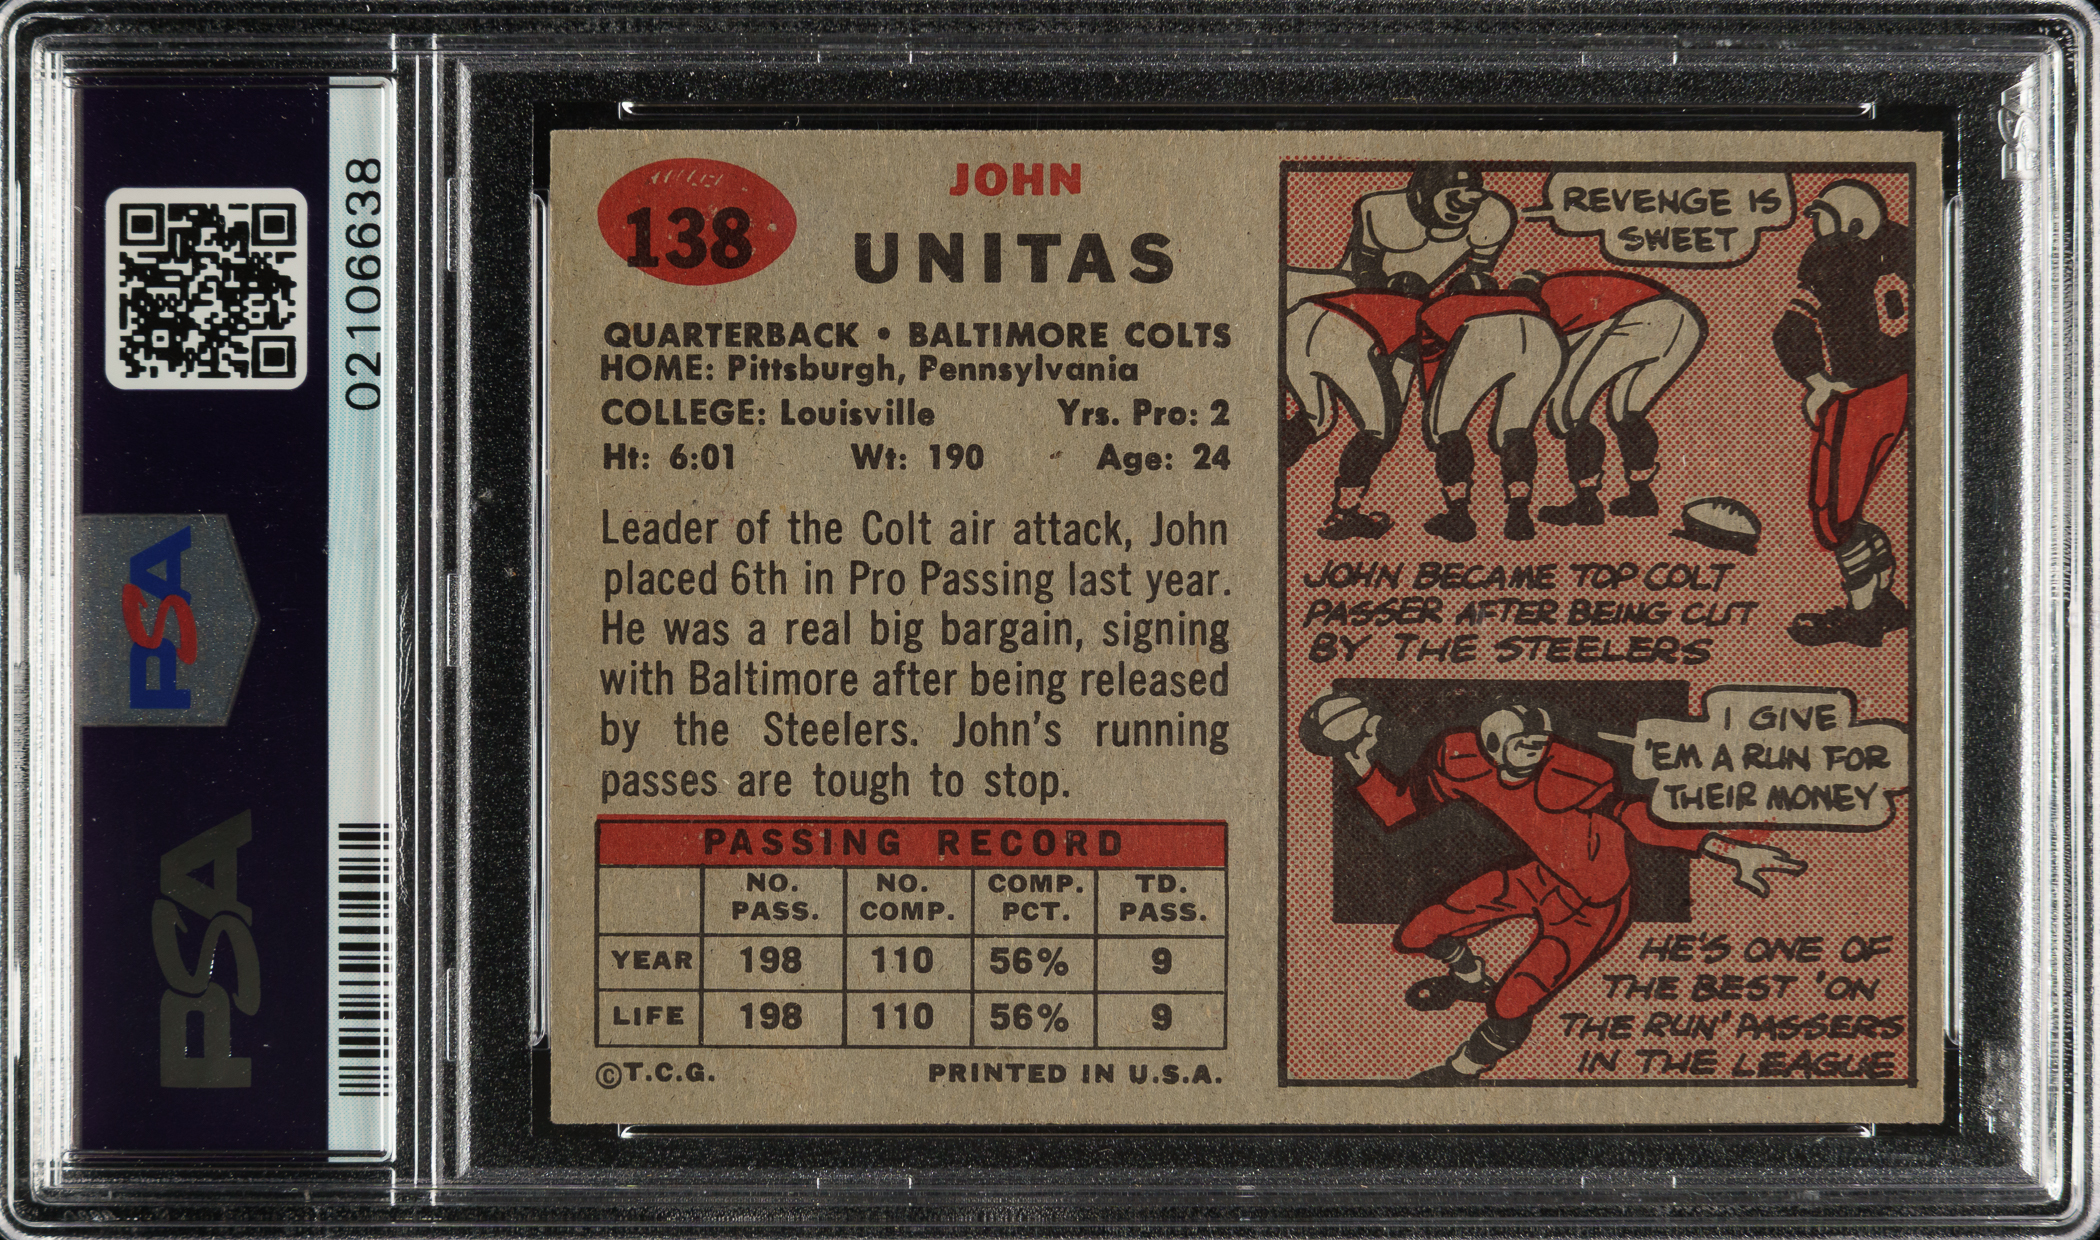 PSA
02106638
PSA
PSA
138
JOHN
UNITAS
QUARTERBACK • BALTIMORE COLTS
HOME: Pittsburgh, Pennsylvania
COLLEGE: Louisville Yrs. Pro: 2
Ht: 6:01 Wt: 190 Age: 24
Leader of the Colt air attack, John
placed 6th in Pro Passing last year.
He was a real big bargain, signing
with Baltimore after being released
by the Steelers. John's running
passes are tough to stop.
PASSING RECORD
NO. PASS. NO. COMP. COMP. PCT. TD. PASS.
YEAR 198 110 56% 9
LIFE 198 110 56% 9
©T.C.G. PRINTED IN U.S.A.
REVENGE IS
SWEET
JOHN BECAME TOP COLT
PASSER AFTER BEING CUT
BY THE STEELERS
I GIVE
'EM A RUN FOR
THEIR MONEY
HE'S ONE OF
THE BEST 'ON
THE RUN' PASSERS
IN THE LEAGUE